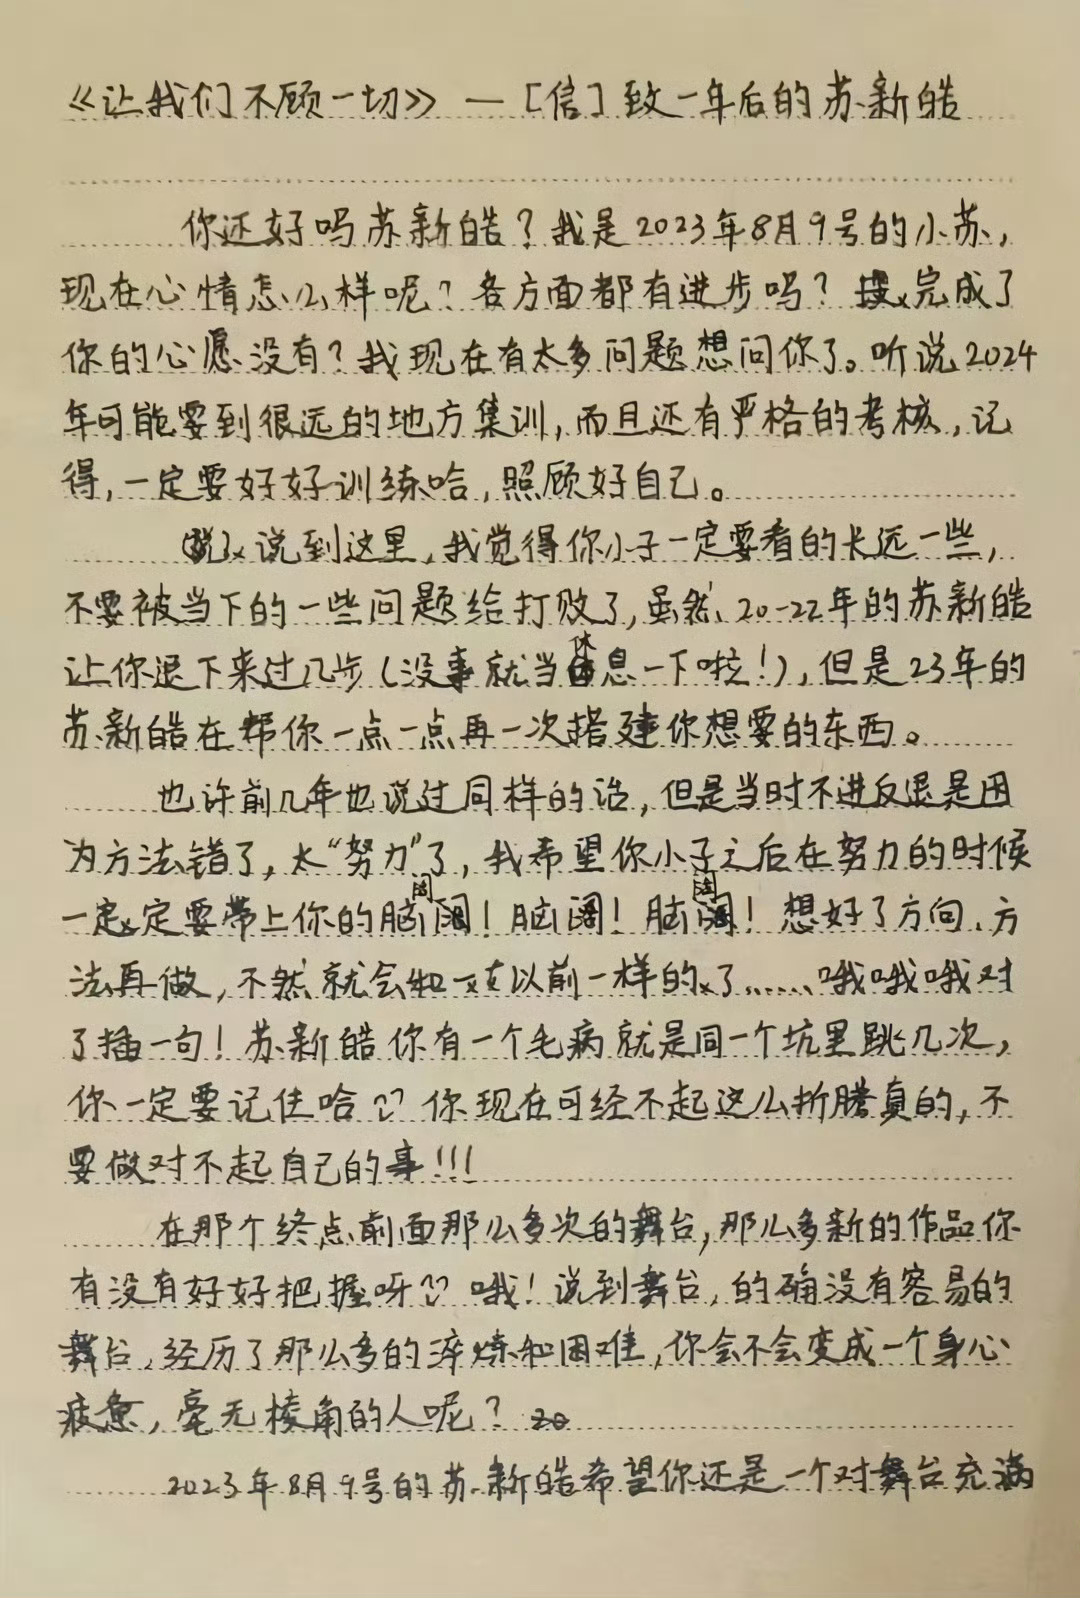 《让我们不顾一切》—[信]致一年后的苏新皓
你还好吗苏新皓？我是2023年8月9号的小苏，
现在心情怎么样呢？各方面都有进步吗？完成了
你的心愿没有？我现在有太多问题想问你了。听说2024
年可能要到很远的地方集训，而且还有严格的考核，记
得，一定要好好训练哈，照顾好自己。
说到这里，我觉得你小子一定要看的长远一些，
不要被当下的一些问题给打败了，虽然，20-22年的苏新皓
让你退下来过几步（没事就当休息一下啦！），但是23年的
苏新皓在帮你一点一点再一次搭建你想要的东西。
也许前几年也说过同样的话，但是当时不进反退是因
为方法错了，太“努力”了，我希望你小子之后在努力的时候
一定定要带上你的脑！脑！脑！想好了方向、方
法再做，不然就会和以前一样的了……哦哦哦对
了插一句！苏新皓你有一个毛病就是同一个坑里跳几次，
你一定要记住哈？？你现在可经不起这么折腾真的，不
要做对不起自己的事！！！
在那个终点前面那么多次的舞台，那么多新的作品你
有没有好好把握呀？？哦！说到舞台，的确没有容易的
舞台，经历了那么多的淬炼和困难，你会不会变成一个身心
疲惫，毫无棱角的人呢？
2023年8月9号的苏新皓希望你还是一个对舞台充满